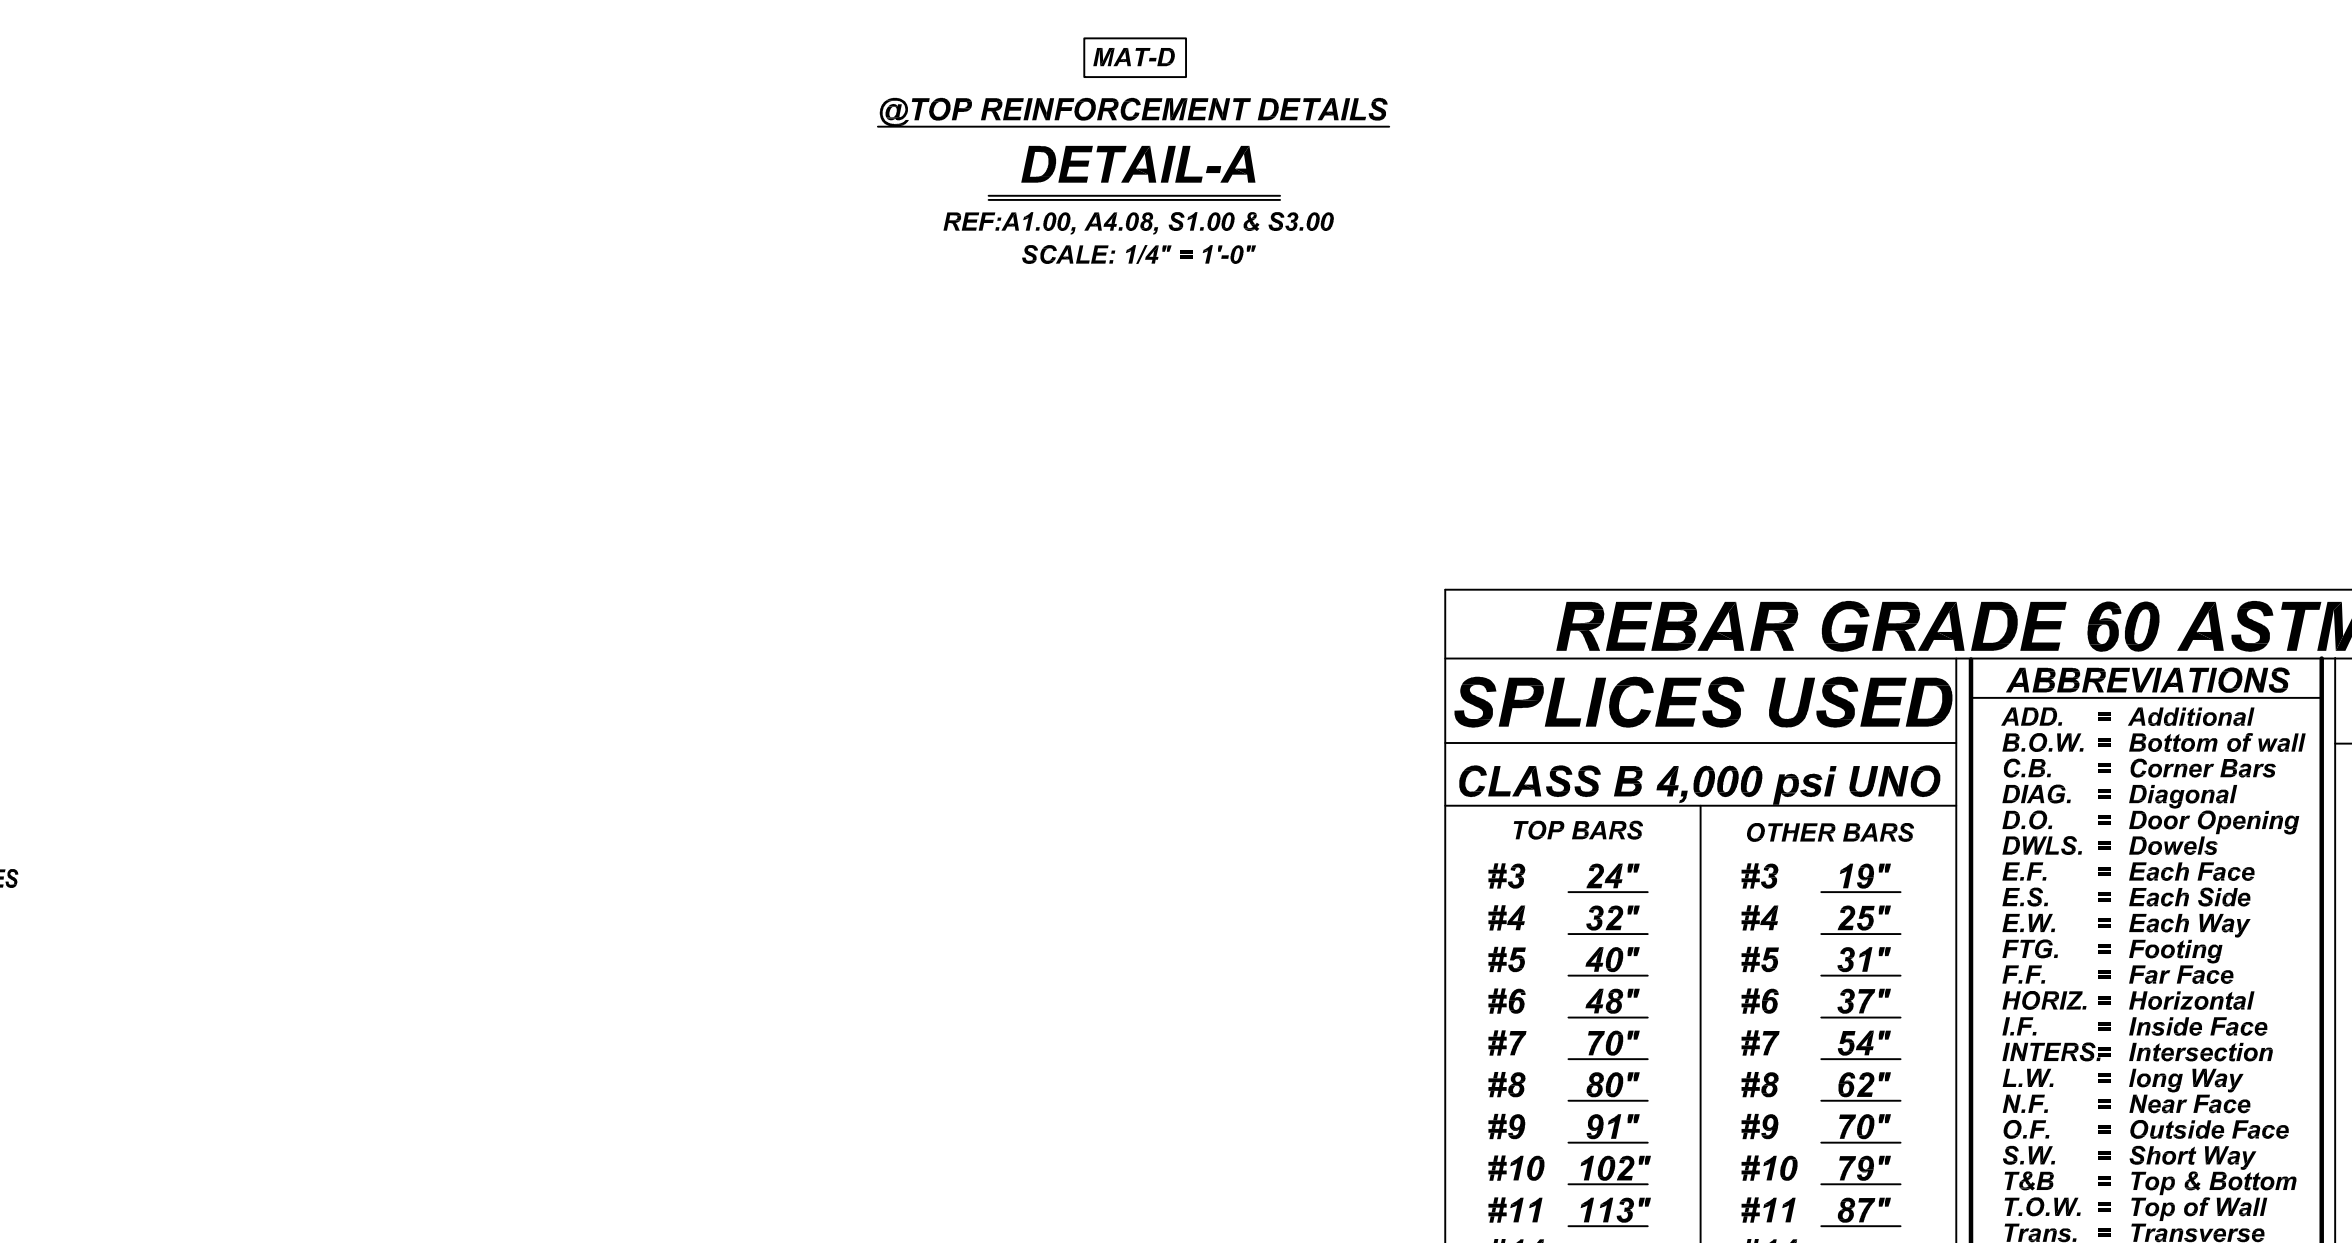 MAT-D
@TOP REINFORCEMENT DETAILS
DETAIL-A
REF:A1.00, A4.08, S1.00 & S3.00
SCALE: 1/4" = 1'-0"
ES
REBAR GRADE 60 ASTM
SPLICES USED
CLASS B 4,000 psi UNO
TOP BARS OTHER BARS
#3 24" #3 19"
#4 32" #4 25"
#5 40" #5 31"
#6 48" #6 37"
#7 70" #7 54"
#8 80" #8 62"
#9 91" #9 70"
#10 102" #10 79"
#11 113" #11 87"
ABBREVIATIONS
ADD. = Additional
B.O.W. = Bottom of wall
C.B. = Corner Bars
DIAG. = Diagonal
D.O. = Door Opening
DWLS. = Dowels
E.F. = Each Face
E.S. = Each Side
E.W. = Each Way
FTG. = Footing
F.F. = Far Face
HORIZ. = Horizontal
I.F. = Inside Face
INTERS. = Intersection
L.W. = long Way
N.F. = Near Face
O.F. = Outside Face
S.W. = Short Way
T&B = Top & Bottom
T.O.W. = Top of Wall
Trans. = Transverse